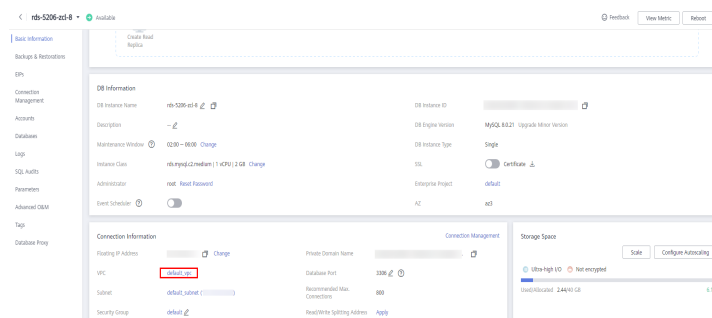 rds-5206-zcl-8 Available Feedback View Metric Reboot
Basic Information
Backups & Restorations
EIPs
Connection
Management
Accounts
Databases
Logs
SQL Audits
Parameters
Advanced O&M
Tags
Database Proxy
Create Read
Replica
DB Information
DB Instance Name rds-5206-zcl-8 DB Instance ID
Description -- DB Engine Version MySQL 8.0.21 Upgrade Minor Version
Maintenance Window 02:00 – 06:00 Change DB Instance Type Single
Instance Class rds.mysql.c2.medium | 1 vCPU | 2 GB Change SSL Certificate
Administrator root Reset Password Enterprise Project default
Event Scheduler AZ az3
Connection Information Connection Management
Floating IP Address Change Private Domain Name
VPC default_vpc Database Port 3306
Subnet default_subnet ( ) Recommended Max.
Connections 800
Security Group default Read/Write Splitting Address Apply
Storage Space
Scale Configure Autoscaling
Ultra-high I/O Not encrypted
Used/Allocated 2.44/40 GB